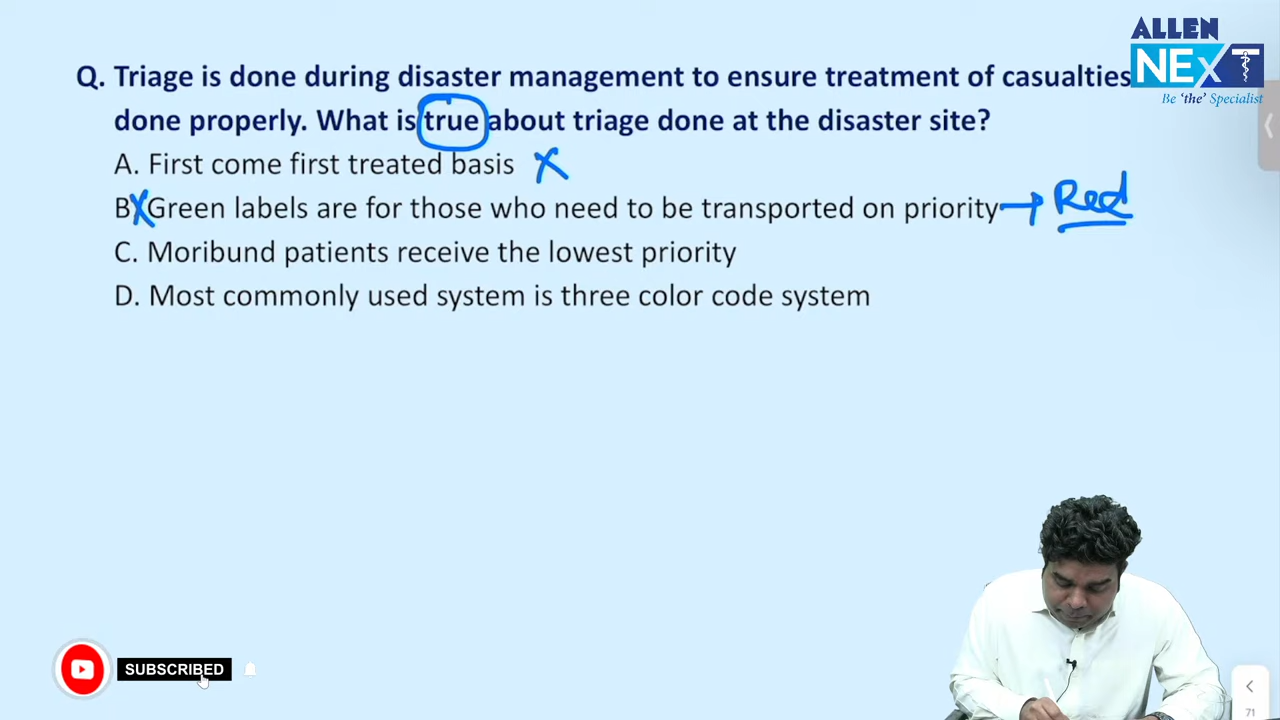 ALLEN
NEXT
Be 'the' Specialist
Q. Triage is done during disaster management to ensure treatment of casualties
done properly. What is true about triage done at the disaster site?
A. First come first treated basis X
B X Green labels are for those who need to be transported on priority → Red
C. Moribund patients receive the lowest priority
D. Most commonly used system is three color code system
SUBSCRIBED
71